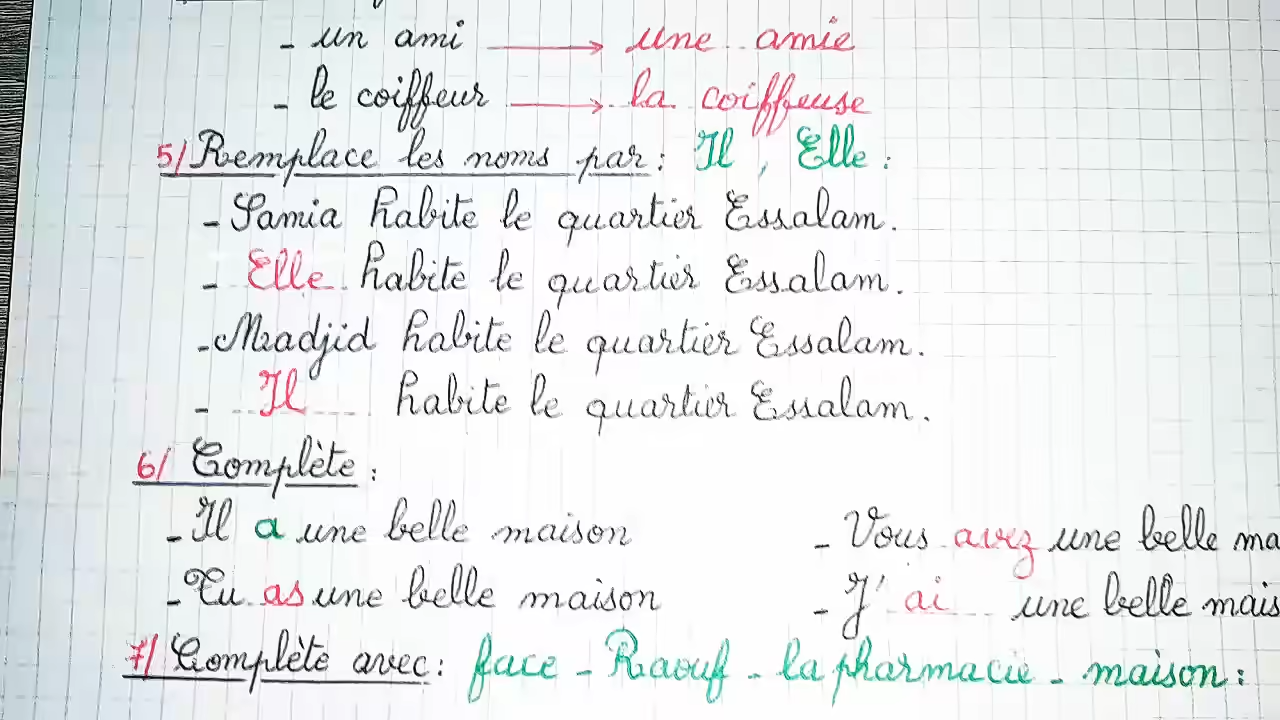 - un ami → une amie
- le coiffeur → la coiffeuse
5/ Remplace les noms par : Il , Elle :
- Samia habite le quartier Essalam.
- Elle habite le quartier Essalam.
- Madjid habite le quartier Essalam.
- Il habite le quartier Essalam.
6/ Complète :
- Il a une belle maison - Vous avez une belle ma
- Tu as une belle maison - J' ai une belle mais
7/ Complète avec : face - Raouf - la pharmacie - maison :